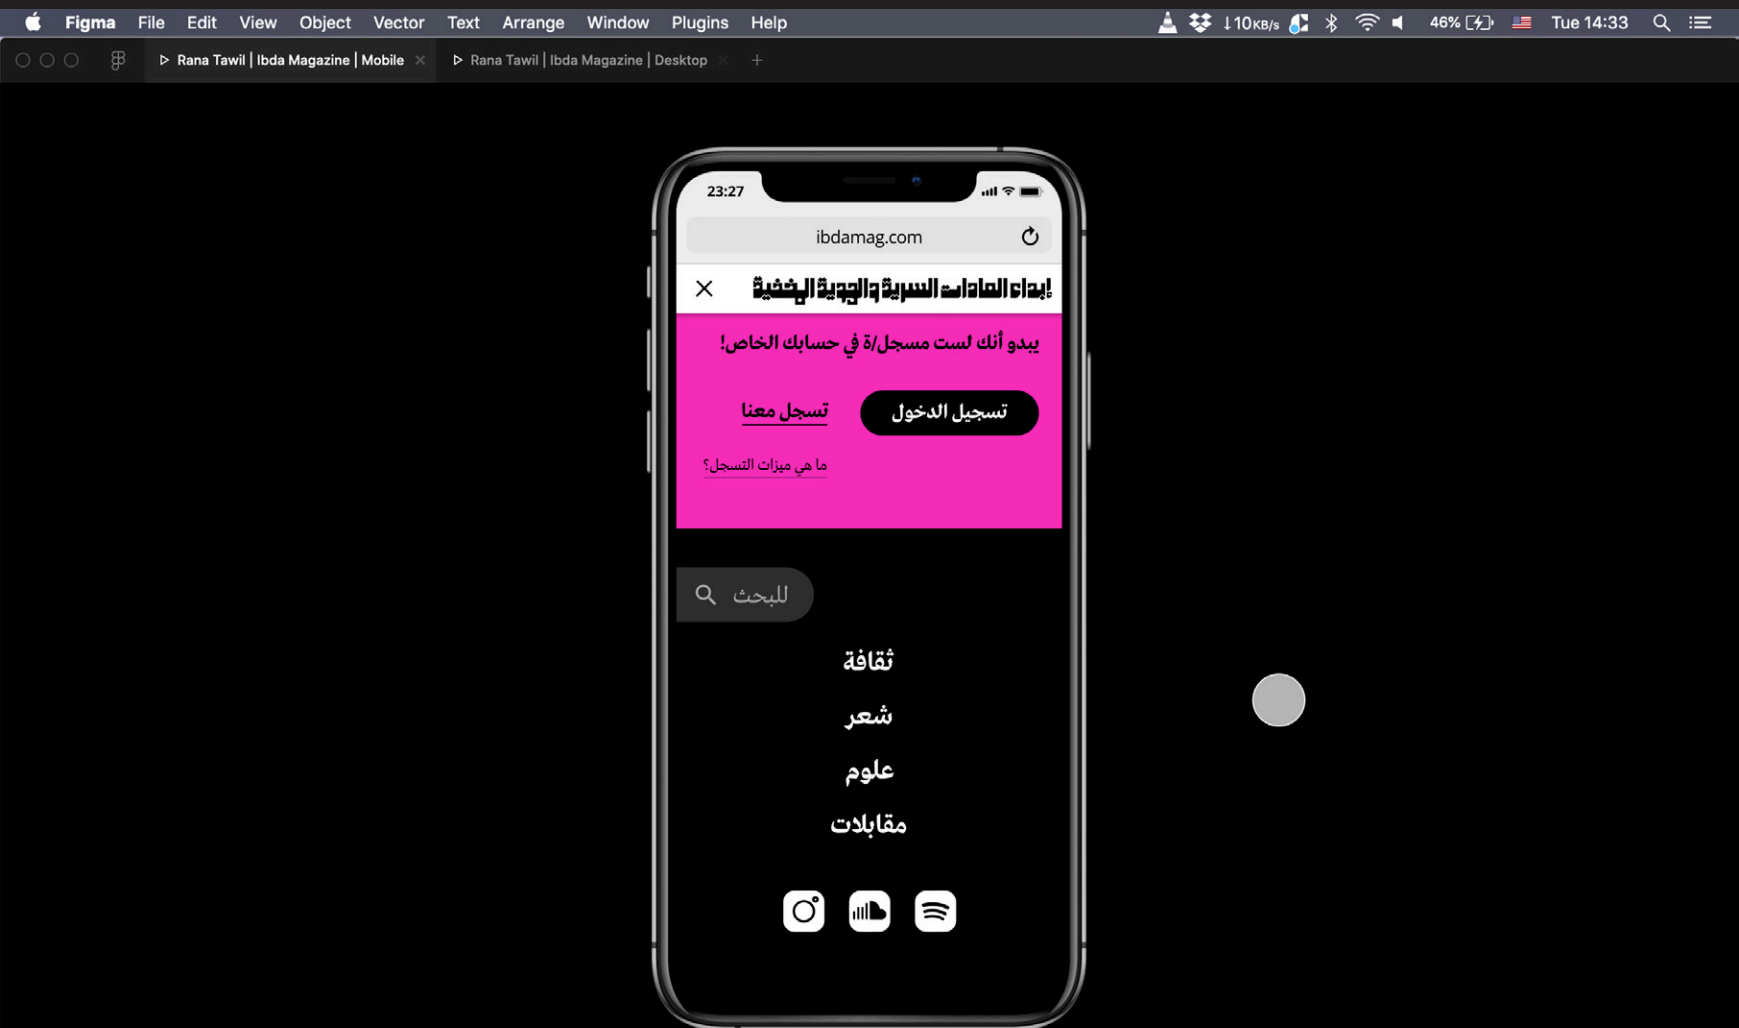 Figma File Edit View Object Vector Text Arrange Window Plugins Help 10KB/s 46% Tue 14:33
Rana Tawil | Ibda Magazine | Mobile Rana Tawil | Ibda Magazine | Desktop
23:27
ibdamag.com
إبداء العادات السرية والجدية المخفية
يبدو أنك لست مسجل/ة في حسابك الخاص!
تسجيل الدخول تسجل معنا
ما هي ميزات التسجل؟
للبحث
ثقافة
شعر
علوم
مقابلات